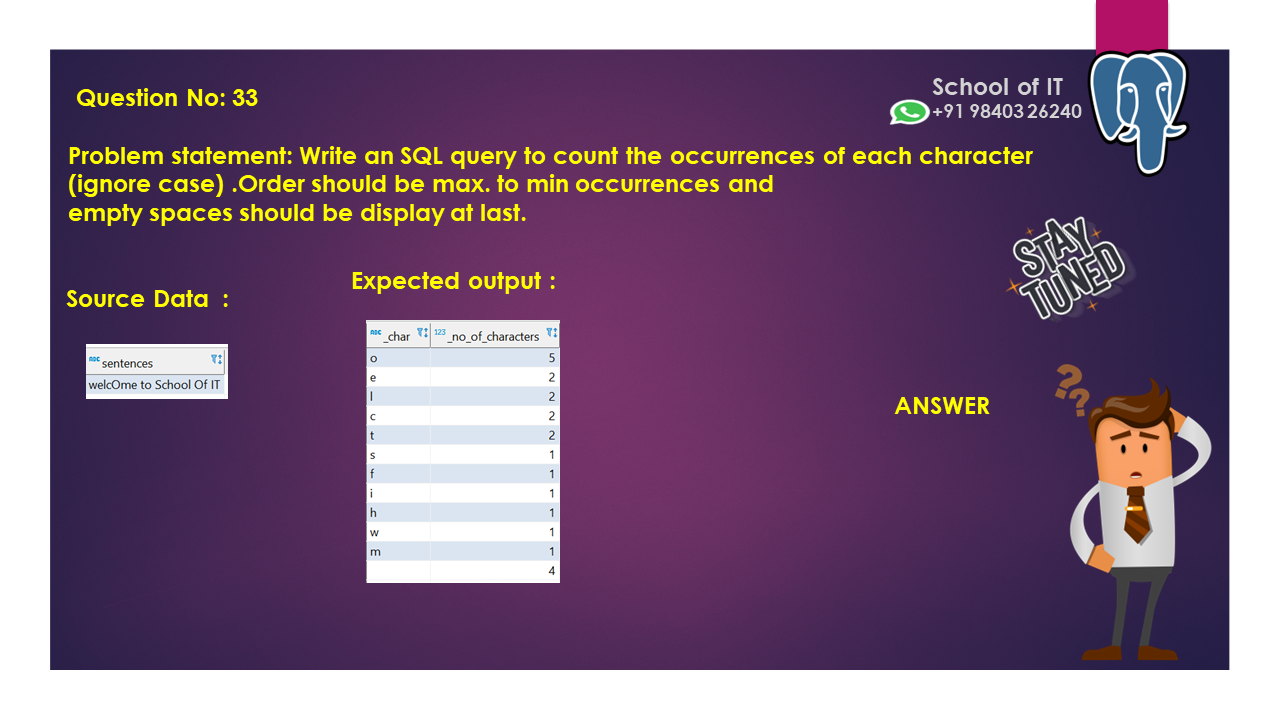 School of IT
+91 98403 26240
Question No: 33
Problem statement: Write an SQL query to count the occurrences of each character
(ignore case) .Order should be max. to min occurrences and
empty spaces should be display at last.
STAY
TUNED
Expected output :
Source Data :
ABC sentences
welcOme to School Of IT
ABC _char 123 _no_of_characters
o 5
e 2
l 2
c 2
t 2
s 1
f 1
i 1
h 1
w 1
m 1
4
ANSWER
??